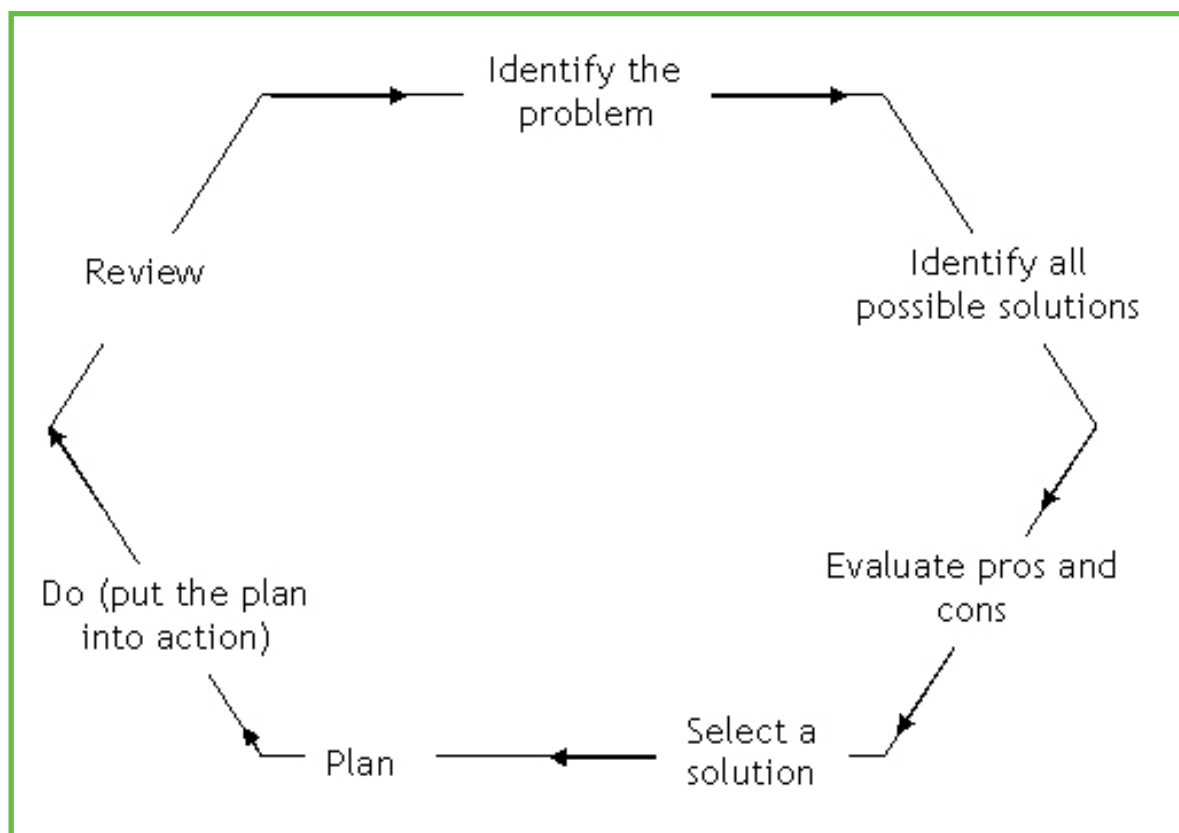 Identify the
problem
Identify all
possible solutions
Evaluate pros and
cons
Select a
solution
Plan
Do (put the plan
into action)
Review